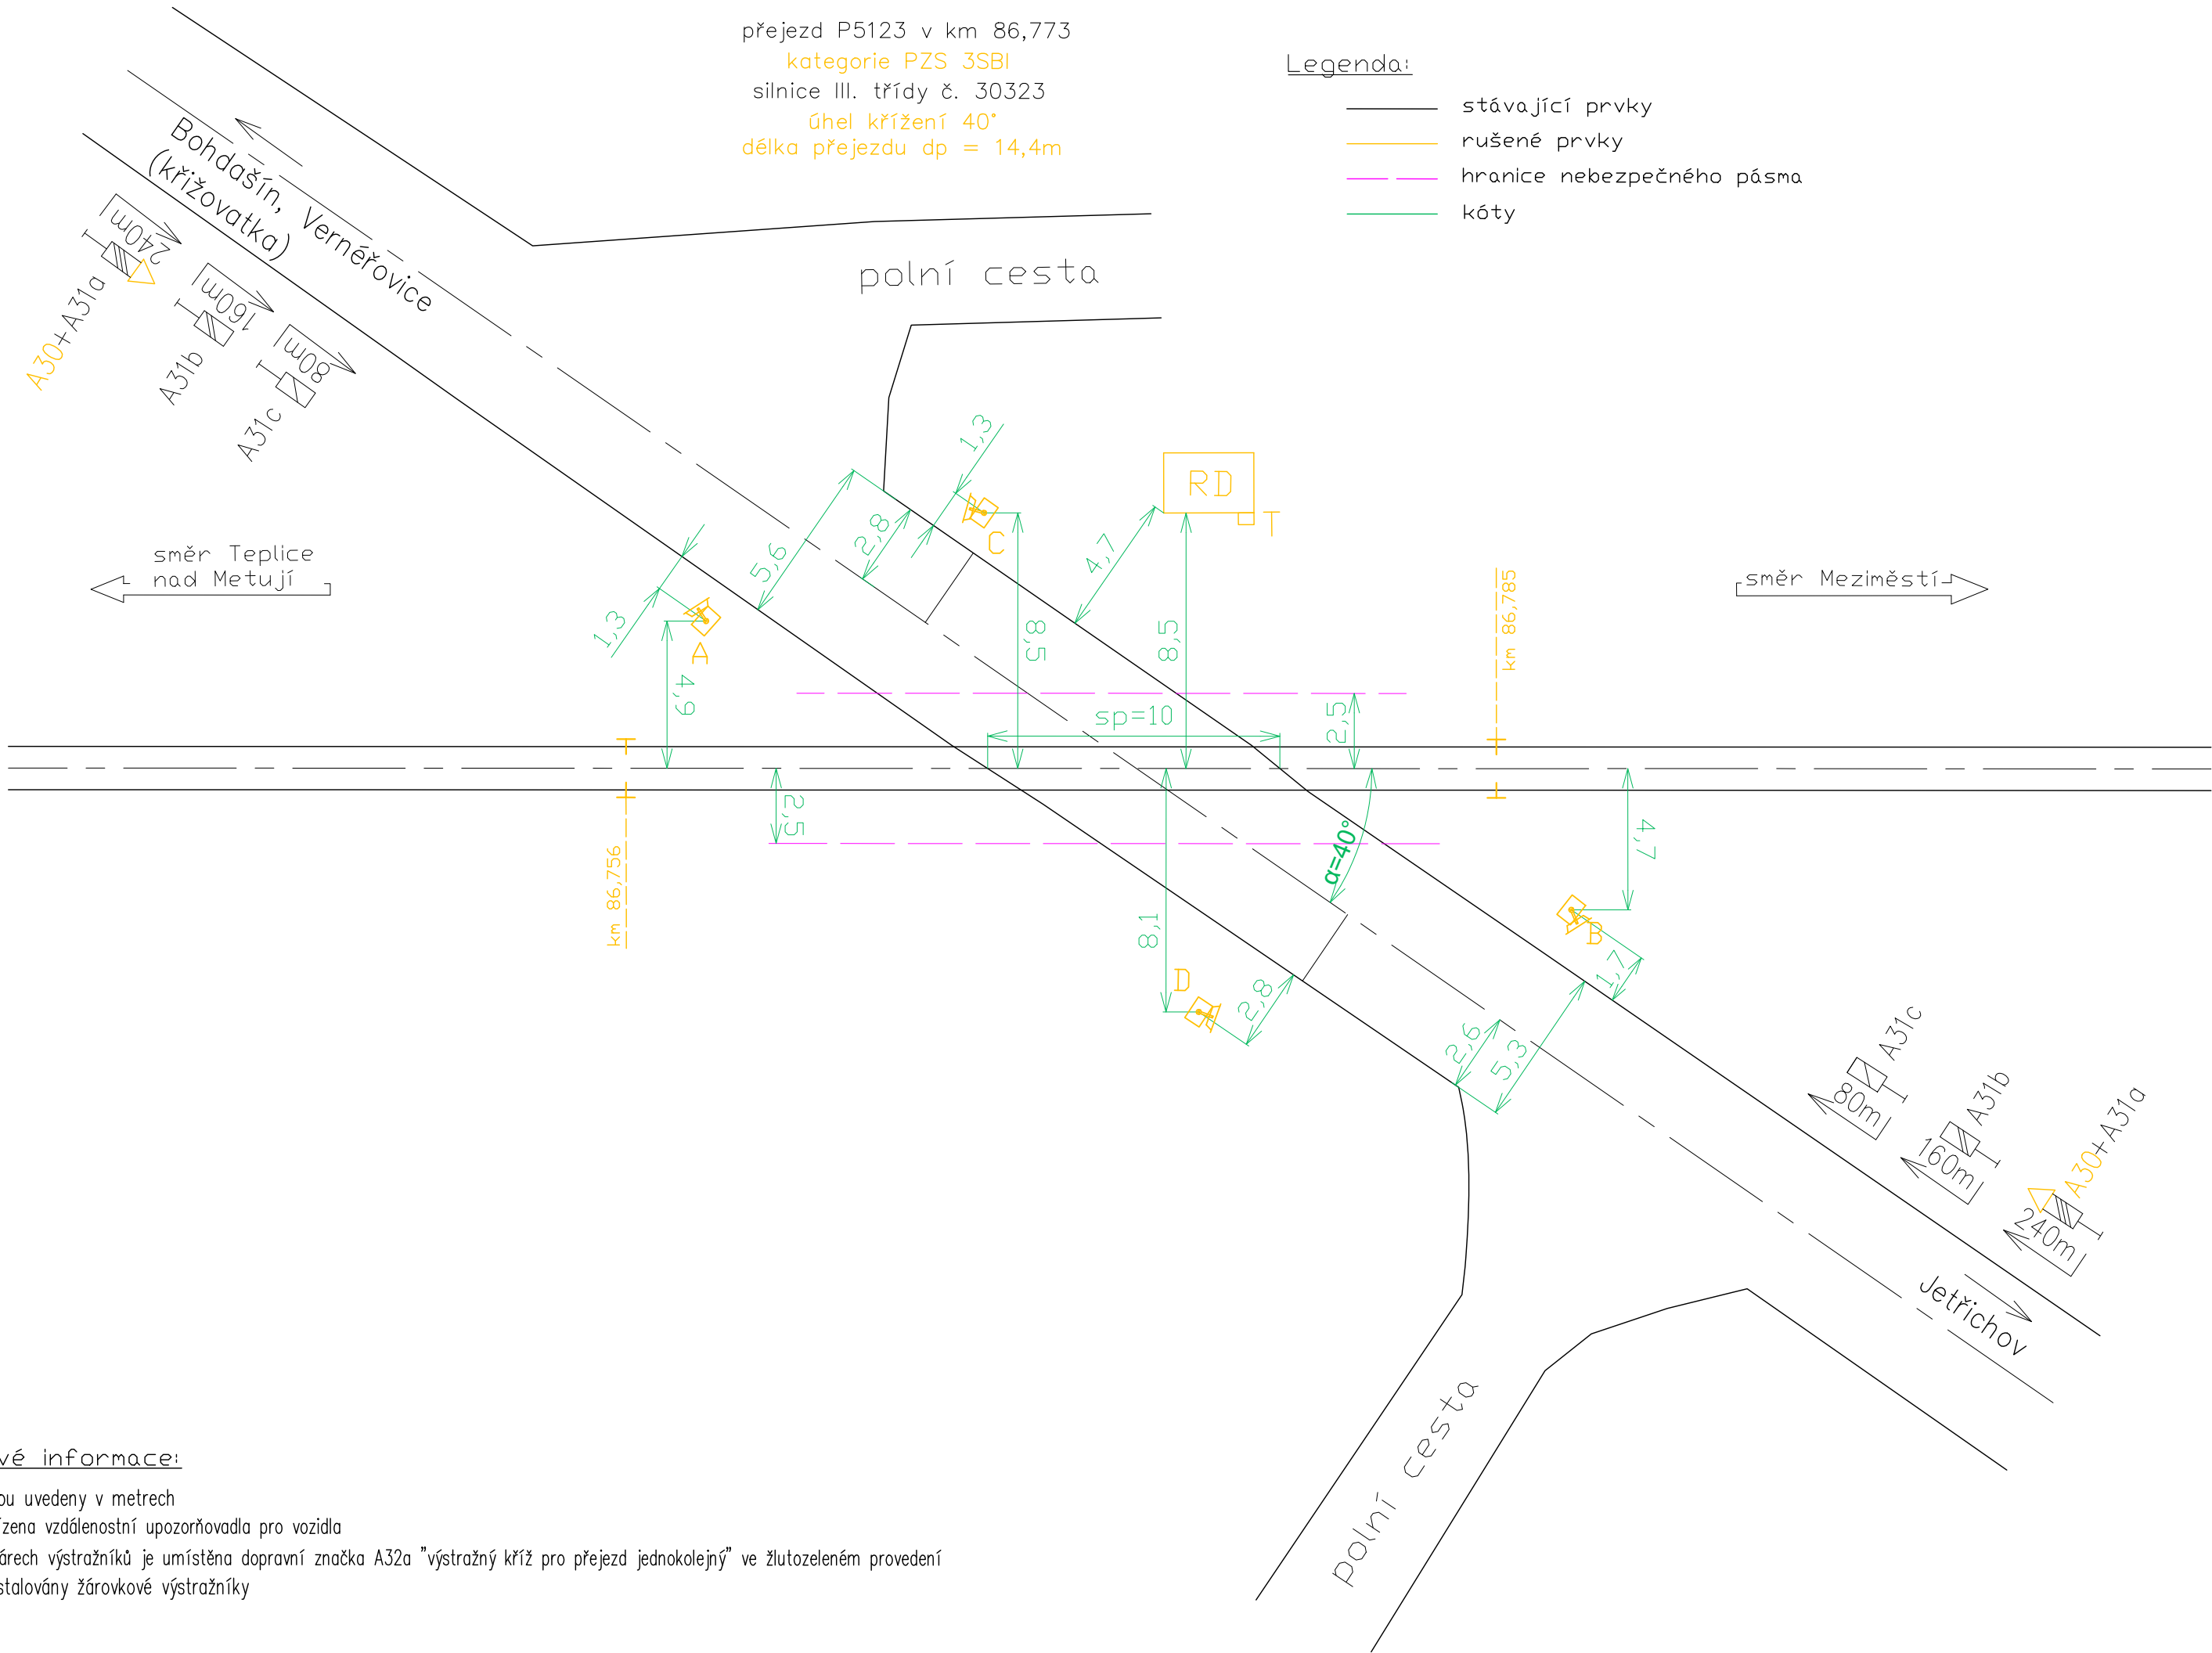 přejezd P5123 v km 86,773
kategorie PZS 3SBI
silnice III. třídy č. 30323
úhel křížení 40°
délka přejezdu dp = 14,4m
Legenda:
stávající prvky
rušené prvky
hranice nebezpečného pásma
kóty
Bohdašín, Vernéřovice
(křižovatka)
240m
A30+A31a
160m
A31b
80m
A31c
polní cesta
1,3
C
2,8
5,6
RD
T
4,7
směr Teplice
nad Metují
1,3
A
4,9
8,5
8,5
sp=10
2,5
km 86,785
směr Meziměstí
2,5
km 86,756
α=40°
4,7
8,1
D
2,8
B
1,7
2,6
5,3
A31c
80m
A31b
160m
A30+A31a
240m
Jetřichov
polní cesta
vé informace:
ou uvedeny v metrech
ízena vzdálenostní upozorňovadla pro vozidla
árech výstražníků je umístěna dopravní značka A32a "výstražný kříž pro přejezd jednokolejný" ve žlutozeleném provedení
stalovány žárovkové výstražníky